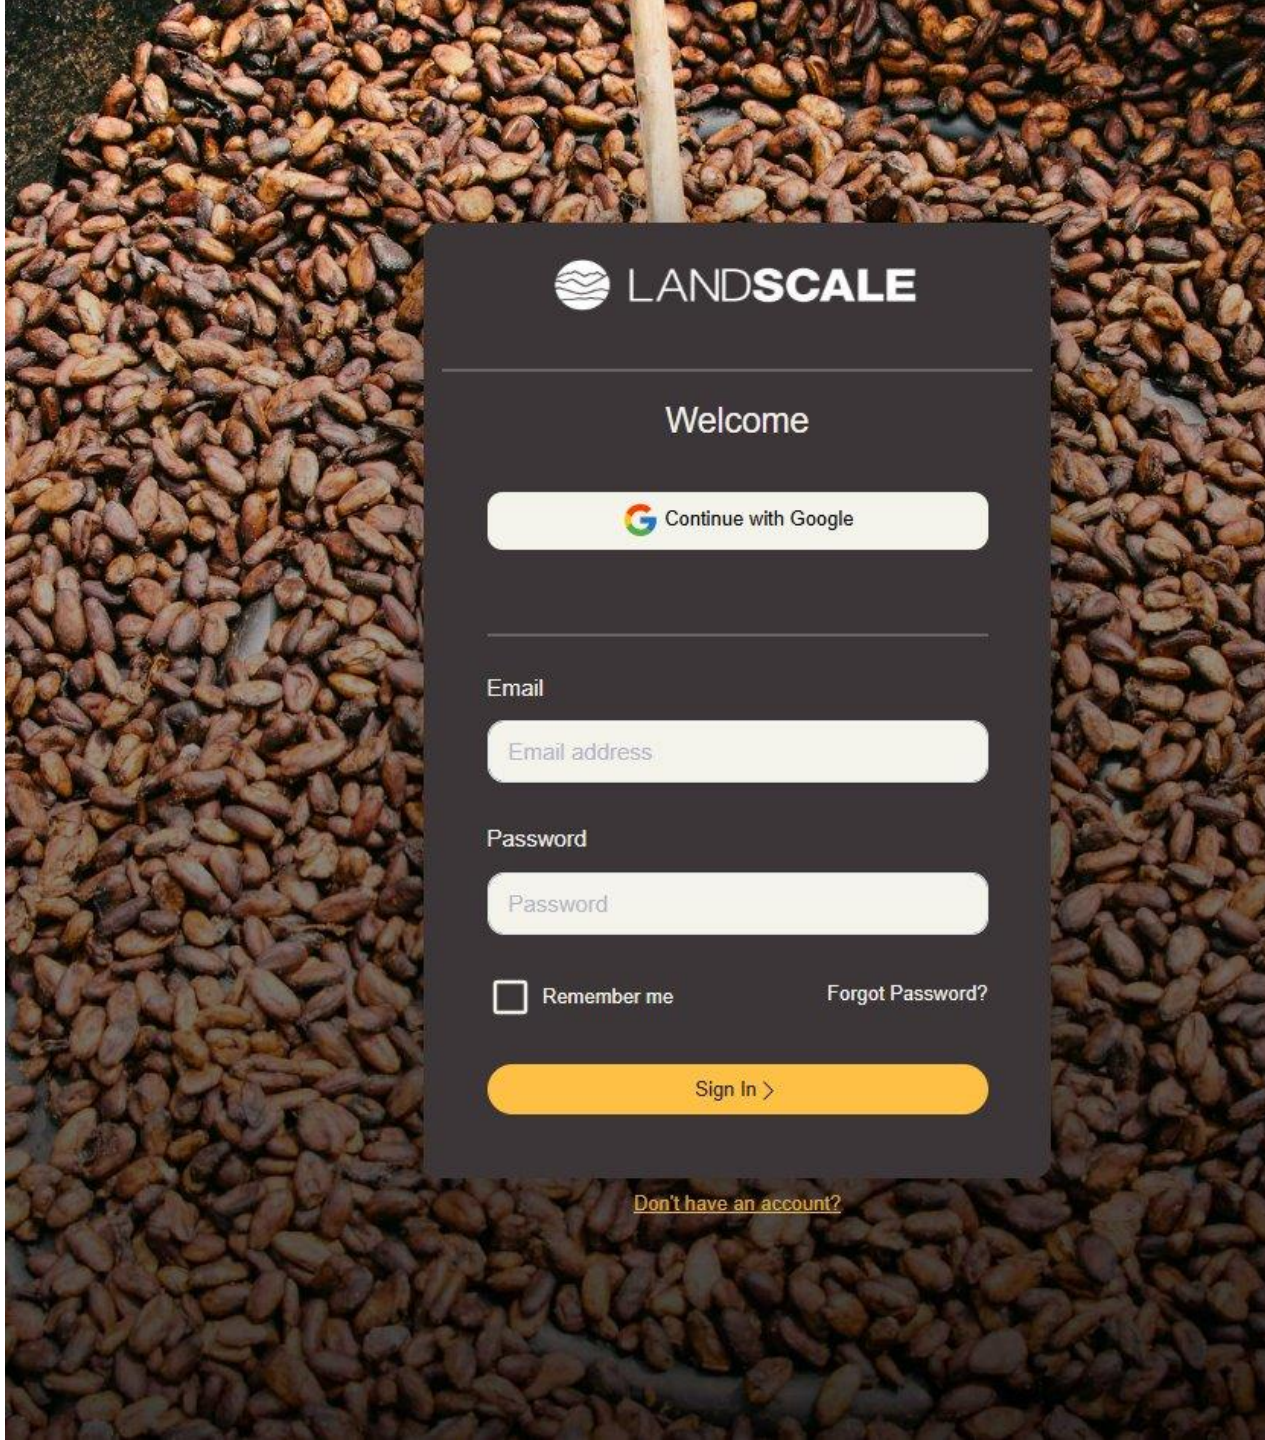 LANDSCALE
Welcome
Continue with Google
Email
Email address
Password
Password
Remember me
Forgot Password?
Sign In >
Don't have an account?